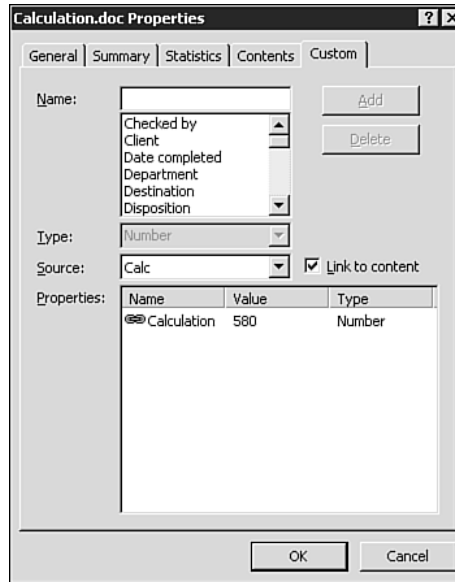 Calculation.doc Properties
General Summary Statistics Contents Custom
Name:
Add
Checked by
Client
Date completed
Department
Destination
Disposition
Delete
Type: Number
Source: Calc Link to content
Properties: Name Value Type
Calculation 580 Number
OK Cancel